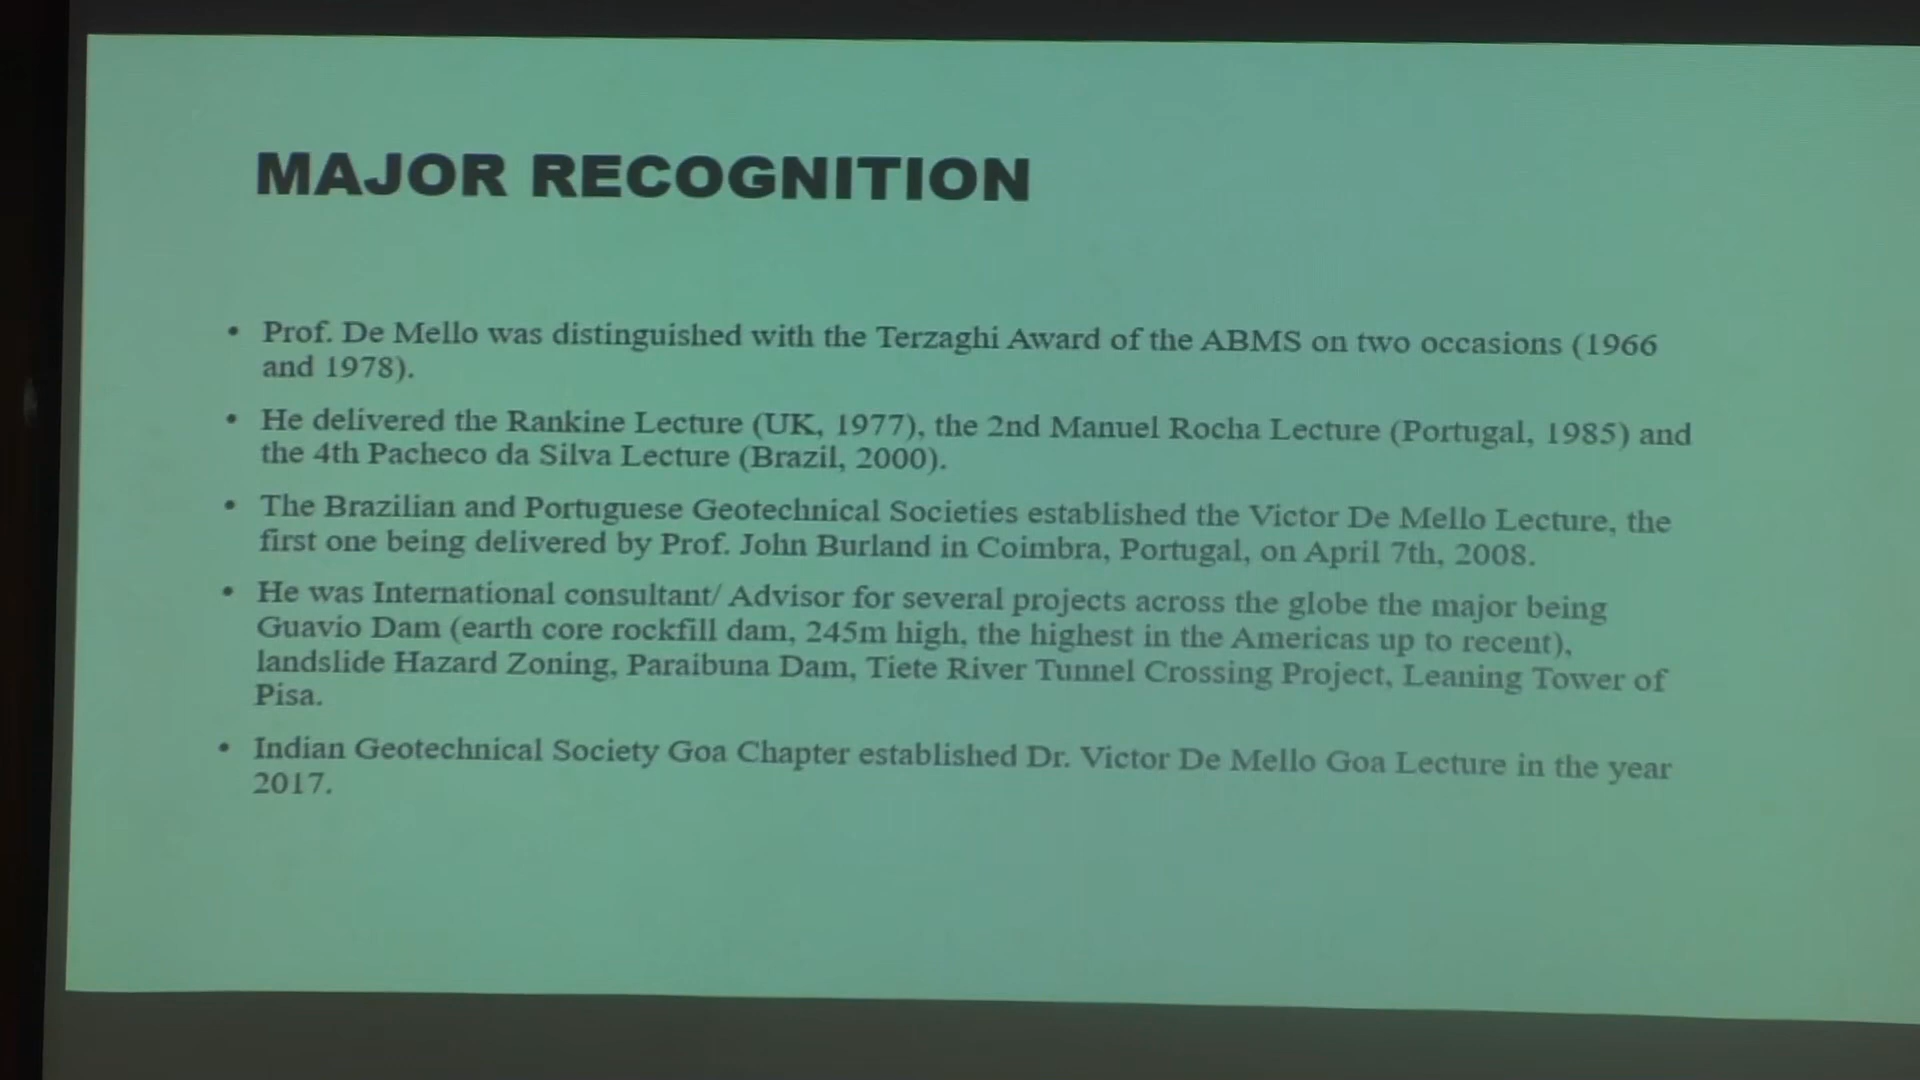 MAJOR RECOGNITION
• Prof. De Mello was distinguished with the Terzaghi Award of the ABMS on two occasions (1966
and 1978).
• He delivered the Rankine Lecture (UK, 1977), the 2nd Manuel Rocha Lecture (Portugal, 1985) and
the 4th Pacheco da Silva Lecture (Brazil, 2000).
• The Brazilian and Portuguese Geotechnical Societies established the Victor De Mello Lecture, the
first one being delivered by Prof. John Burland in Coimbra, Portugal, on April 7th, 2008.
• He was International consultant/ Advisor for several projects across the globe the major being
Guavio Dam (earth core rockfill dam, 245m high, the highest in the Americas up to recent),
landslide Hazard Zoning, Paraibuna Dam, Tiete River Tunnel Crossing Project, Leaning Tower of
Pisa.
• Indian Geotechnical Society Goa Chapter established Dr. Victor De Mello Goa Lecture in the year
2017.